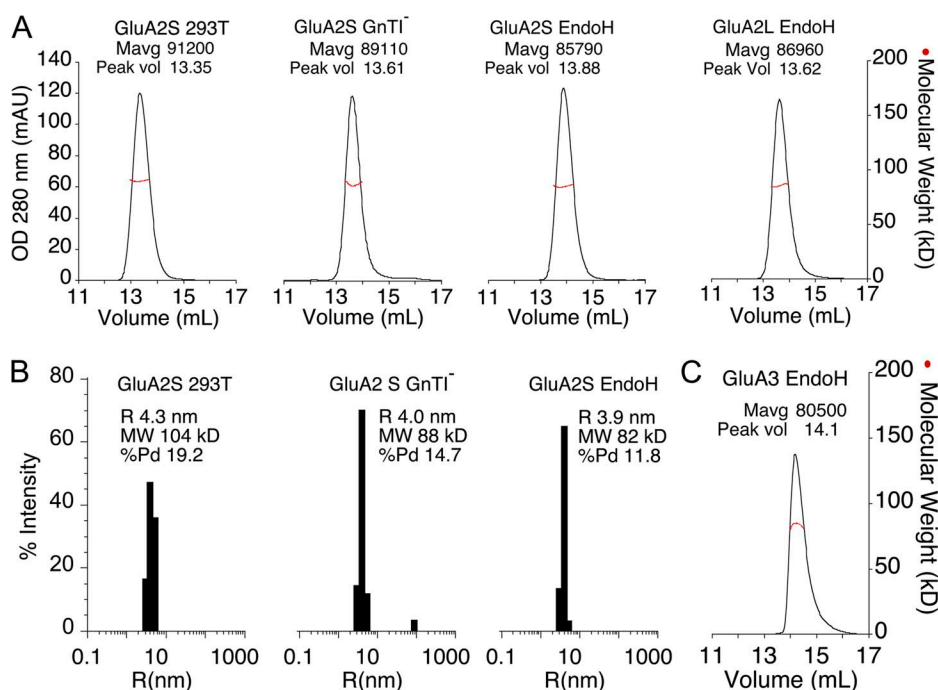 A
GluA2S 293T
Mavg 91200
Peak vol 13.35
GluA2S GnTI-
Mavg 89110
Peak vol 13.61
GluA2S EndoH
Mavg 85790
Peak vol 13.88
GluA2L EndoH
Mavg 86960
Peak Vol 13.62
OD 280 nm (mAU)
140
120
100
80
60
40
20
0
200
150
100
50
0
Molecular Weight (kD)
11 13 15 17
11 13 15 17
11 13 15 17
11 13 15 17
Volume (mL)
Volume (mL)
Volume (mL)
Volume (mL)
B
GluA2S 293T
R 4.3 nm
MW 104 kD
%Pd 19.2
GluA2 S GnTI-
R 4.0 nm
MW 88 kD
%Pd 14.7
GluA2S EndoH
R 3.9 nm
MW 82 kD
%Pd 11.8
% Intensity
80
60
40
20
0
0.1 10 1000
0.1 10 1000
0.1 10 1000
R(nm)
R(nm)
R(nm)
C
GluA3 EndoH
Mavg 80500
Peak vol 14.1
200
150
100
50
0
Molecular Weight (kD)
11 13 15 17
Volume (mL)